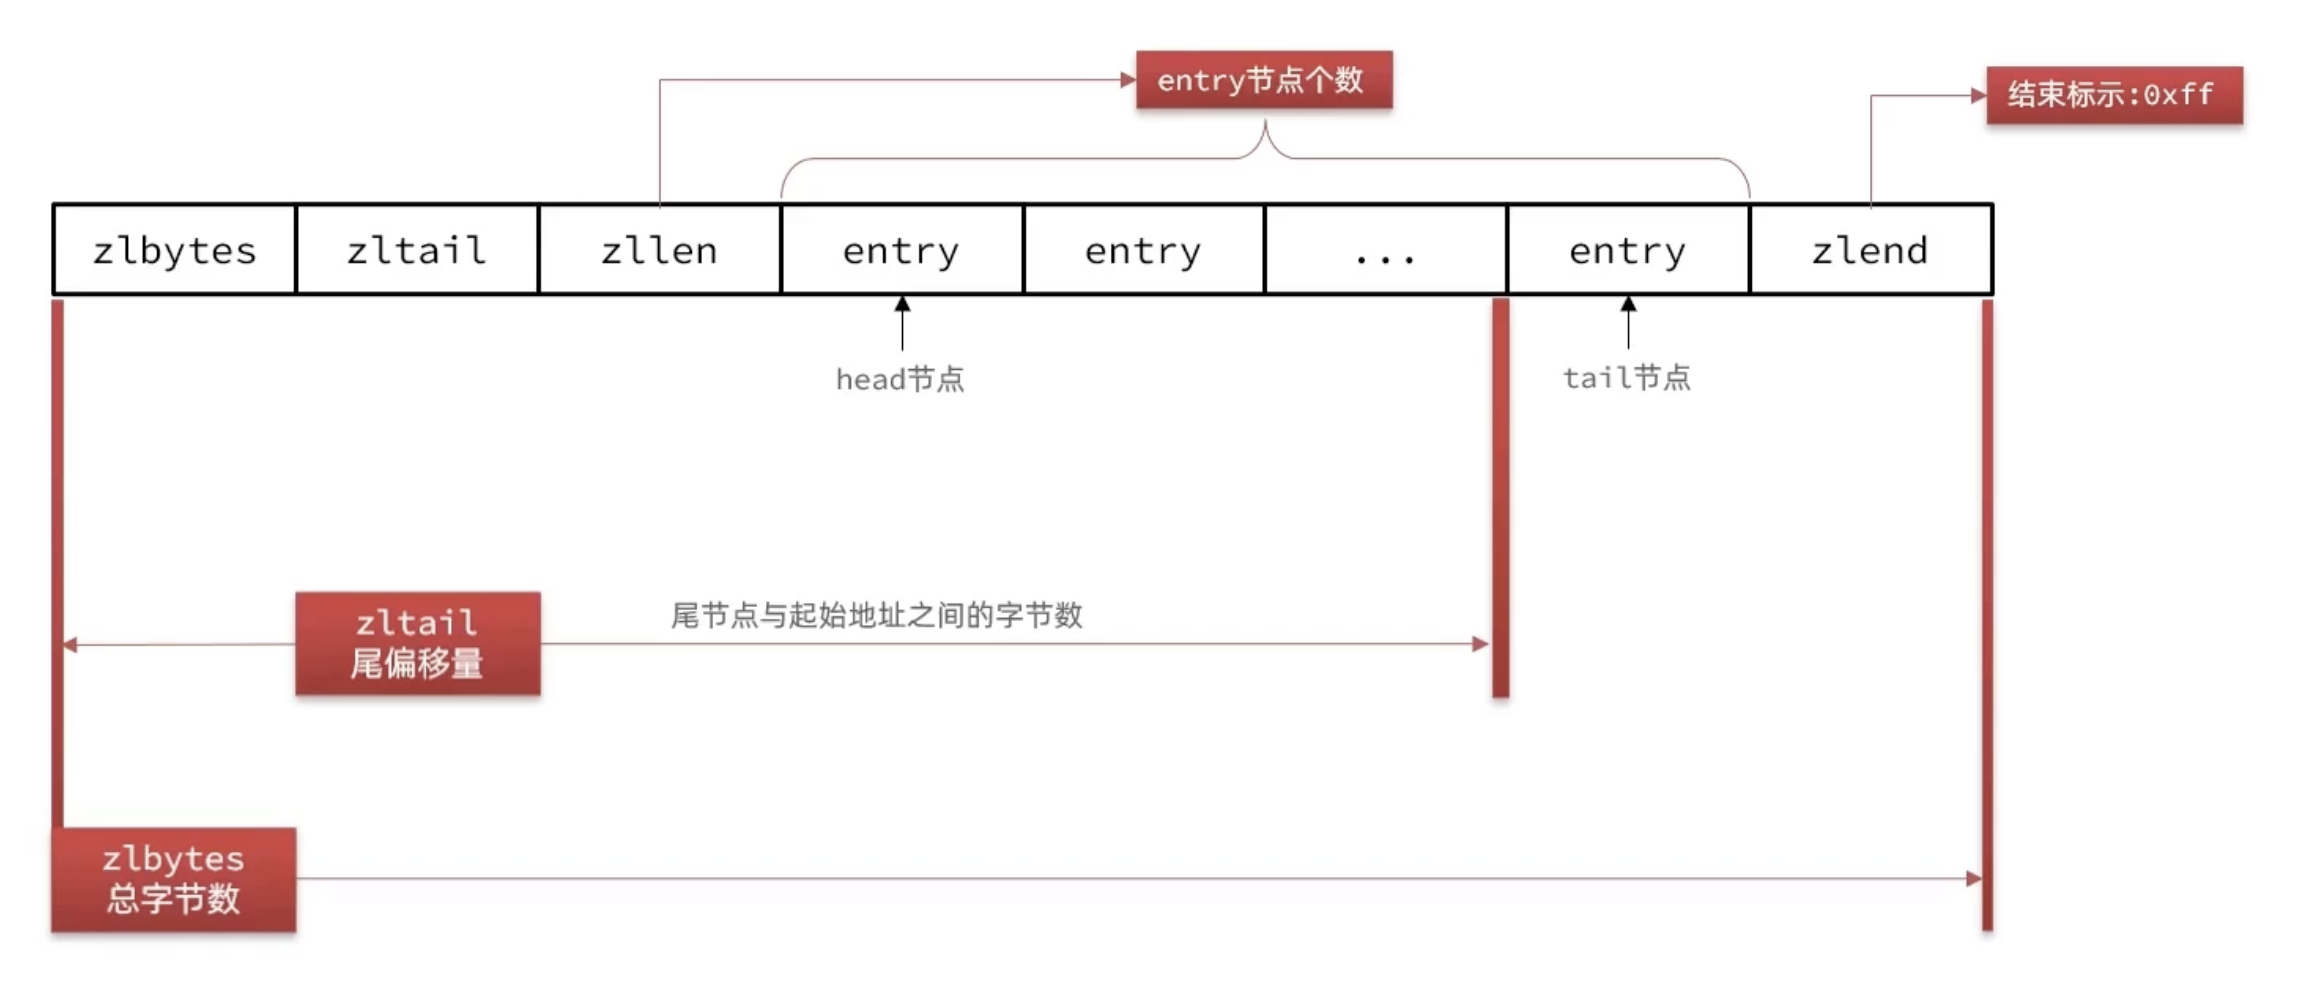 entry节点个数
结束标示:0xff
zlbytes
zltail
zllen
entry
entry
...
entry
zlend
head节点
tail节点
zltail
尾偏移量
尾节点与起始地址之间的字节数
zlbytes
总字节数